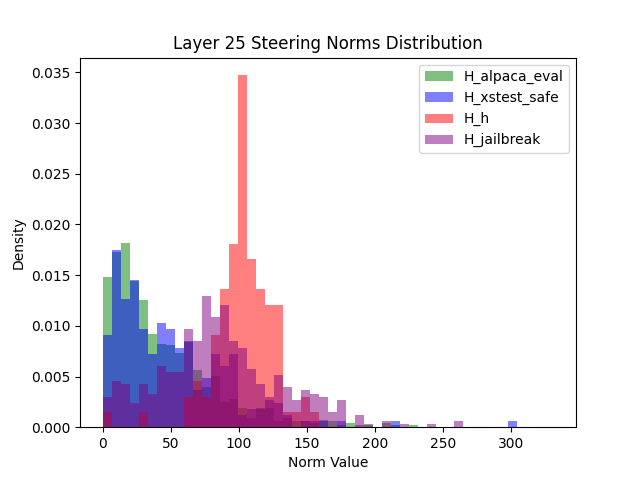 Layer 25 Steering Norms Distribution
H_alpaca_eval
H_xstest_safe
H_h
H_jailbreak
0.035
0.030
0.025
0.020
0.015
0.010
0.005
0.000
Density
0 50 100 150 200 250 300
Norm Value